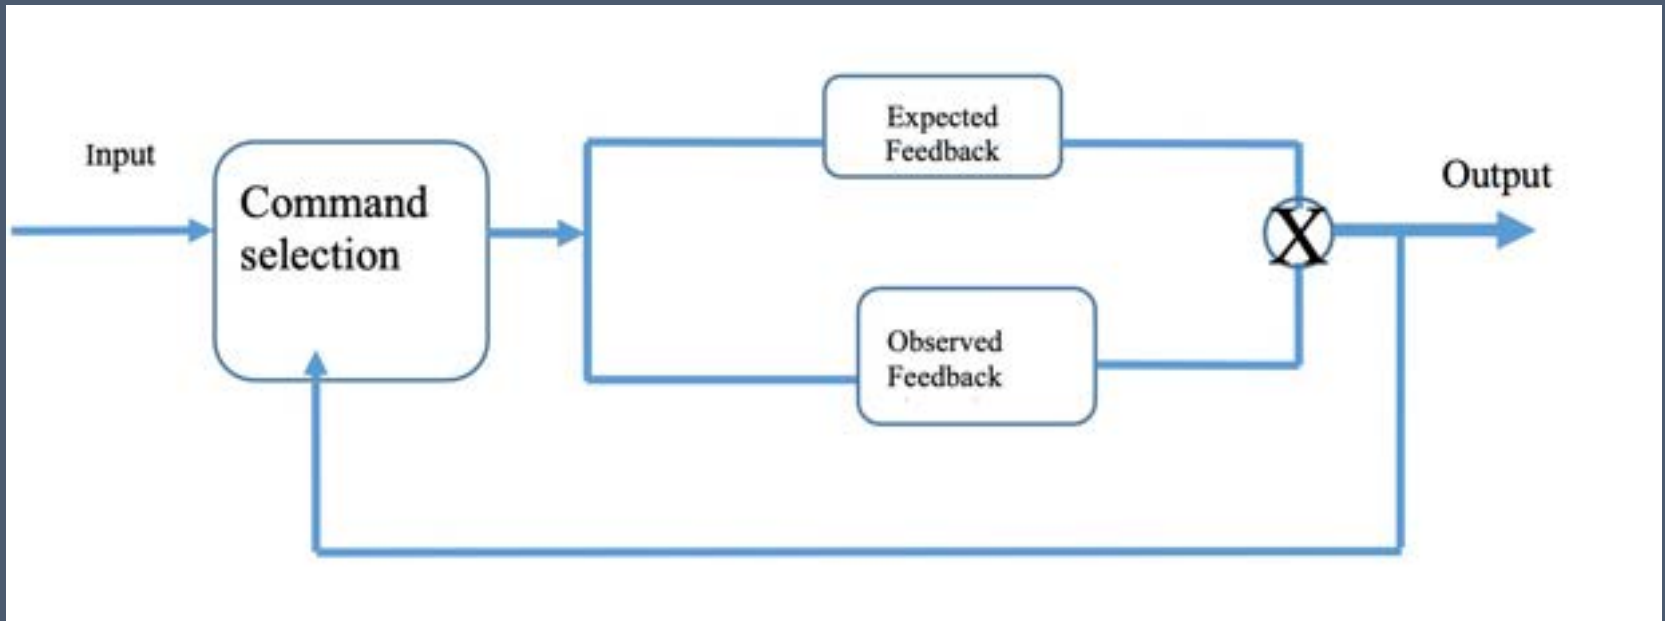 Input
Command
selection
Expected
Feedback
Observed
Feedback
X
Output